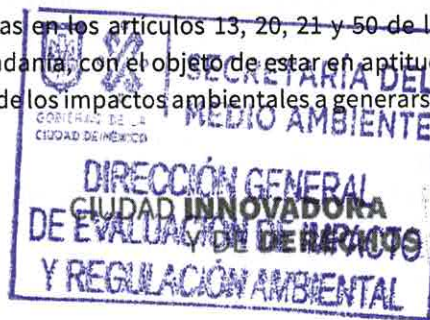 as en los artículos 13, 20, 21 y 50 de l
adanía, con el objeto de estar en aptitu
de los impactos ambientales a generars
SECRETARÍA DEL
MEDIO AMBIENTE
GOBIERNO DE LA
CIUDAD DE MÉXICO
DIRECCIÓN GENERAL
DE EVALUACIÓN DE IMPACTO
Y REGULACIÓN AMBIENTAL
CIUDAD INNOVADORA
Y DE DERECHOS